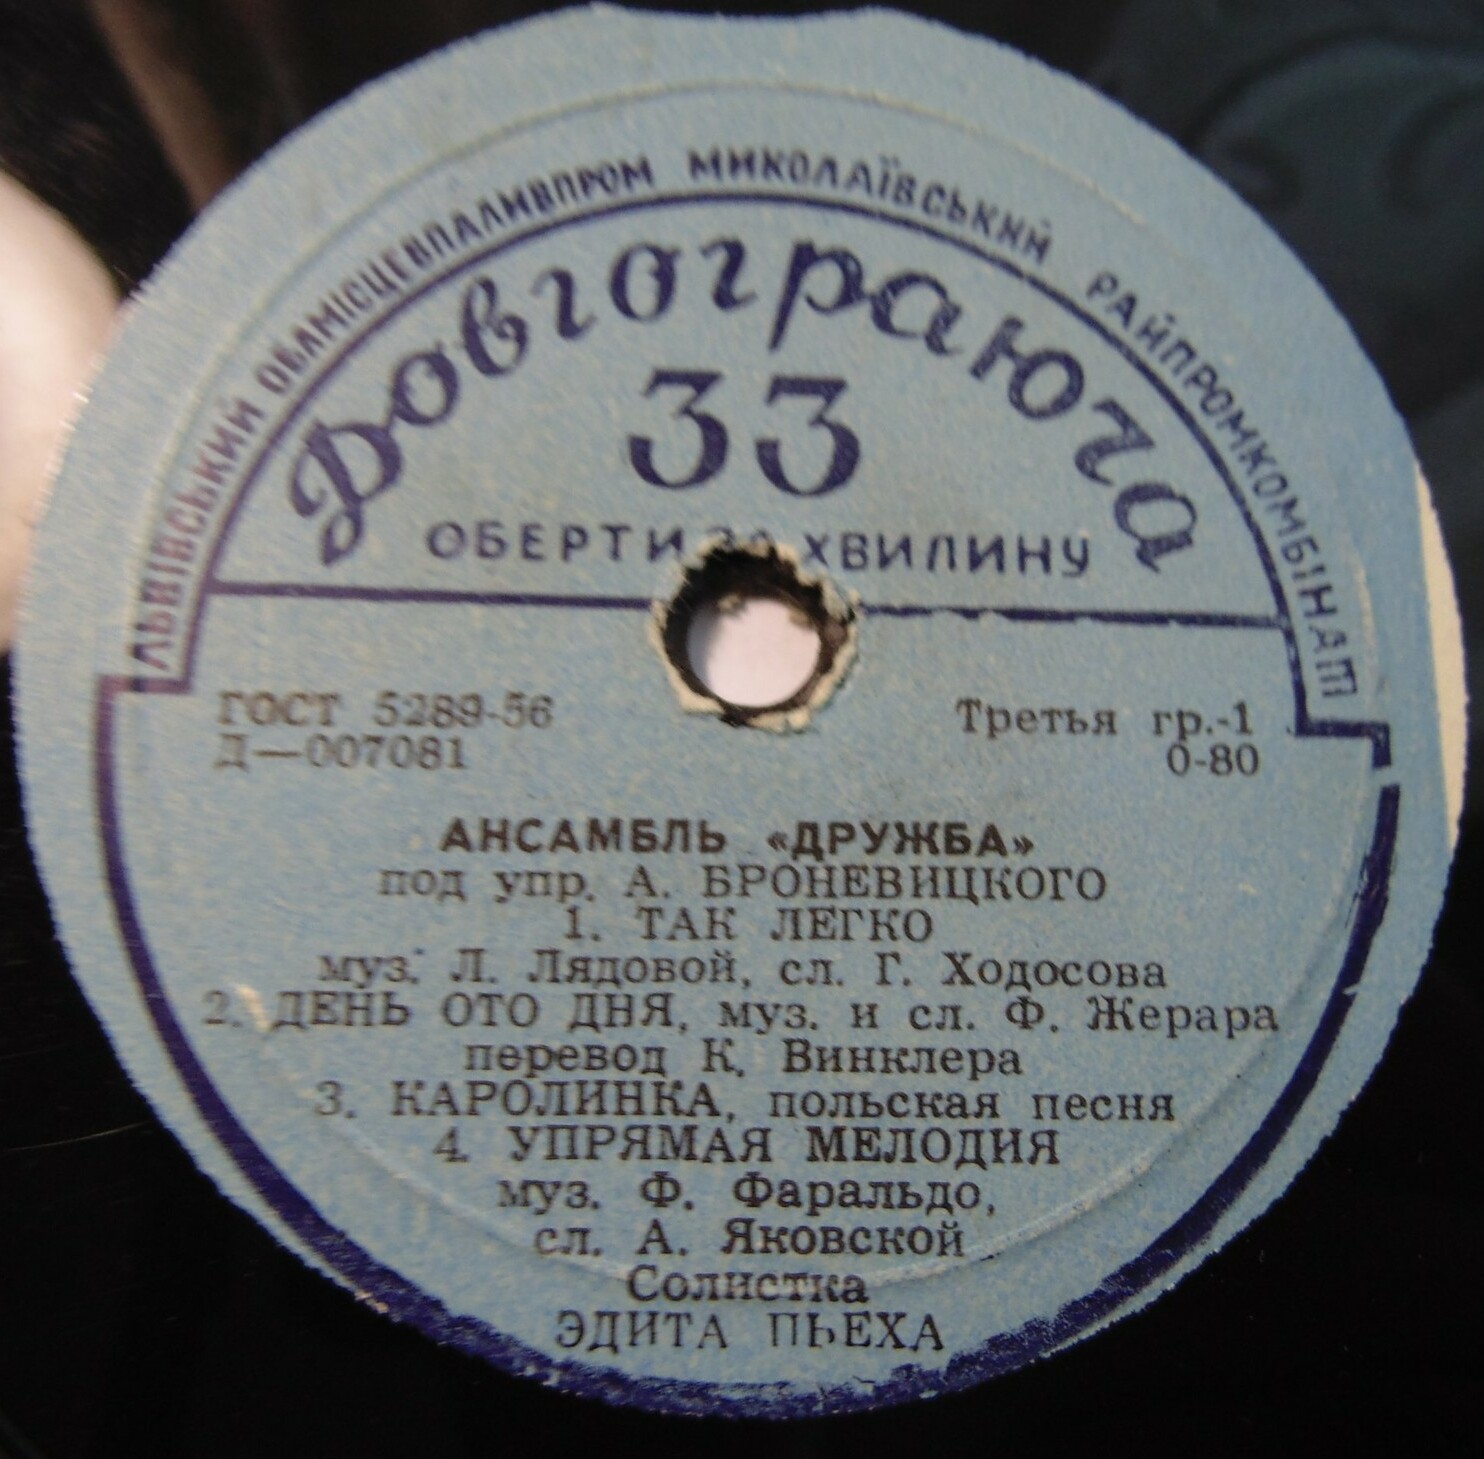 ЛЬВІВСЬКИЙ ОБЛМІСЦЕВПАЛИВПРОМ МИКОЛАЇВСЬКИЙ РАЙПРОМКОМБІНАТ
Довгограюча
33
ОБЕРТИ ЗА ХВИЛИНУ
ГОСТ 5289-56
Д—007081
Третья гр.-1
0-80
АНСАМБЛЬ «ДРУЖБА»
под упр. А. БРОНЕВИЦКОГО
1. ТАК ЛЕГКО
муз. Л. Лядовой, сл. Г. Ходосова
2. ДЕНЬ ОТО ДНЯ, муз. и сл. Ф. Жерара
перевод К. Винклера
3. КАРОЛИНКА, польская песня
4. УПРЯМАЯ МЕЛОДИЯ
муз. Ф. Фаральдо,
сл. А. Яковской
Солистка
ЭДИТА ПЬЕХА